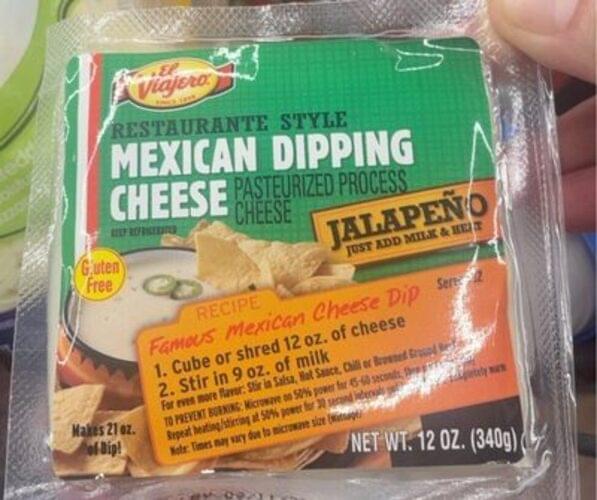 El
Viajero
RESTAURANTE STYLE
MEXICAN DIPPING
CHEESE PASTEURIZED PROCESS
CHEESE
KEEP REFRIGERATED
JALAPEÑO
JUST ADD MILK & HEAT
Gluten
Free
RECIPE
Famous Mexican Cheese Dip
1. Cube or shred 12 oz. of cheese
2. Stir in 9 oz. of milk
For even more flavor: Stir in Salsa, Hot Sauce, Chili or Browned Ground
TO PREVENT BURNING: Microwave on 50% power for 45-60 seconds,
Repeat heating/stirring at 50% power for 30 second intervals
Note: Times may vary due to microwave size
Makes 21 oz.
of Dip!
NET WT. 12 OZ. (340g)